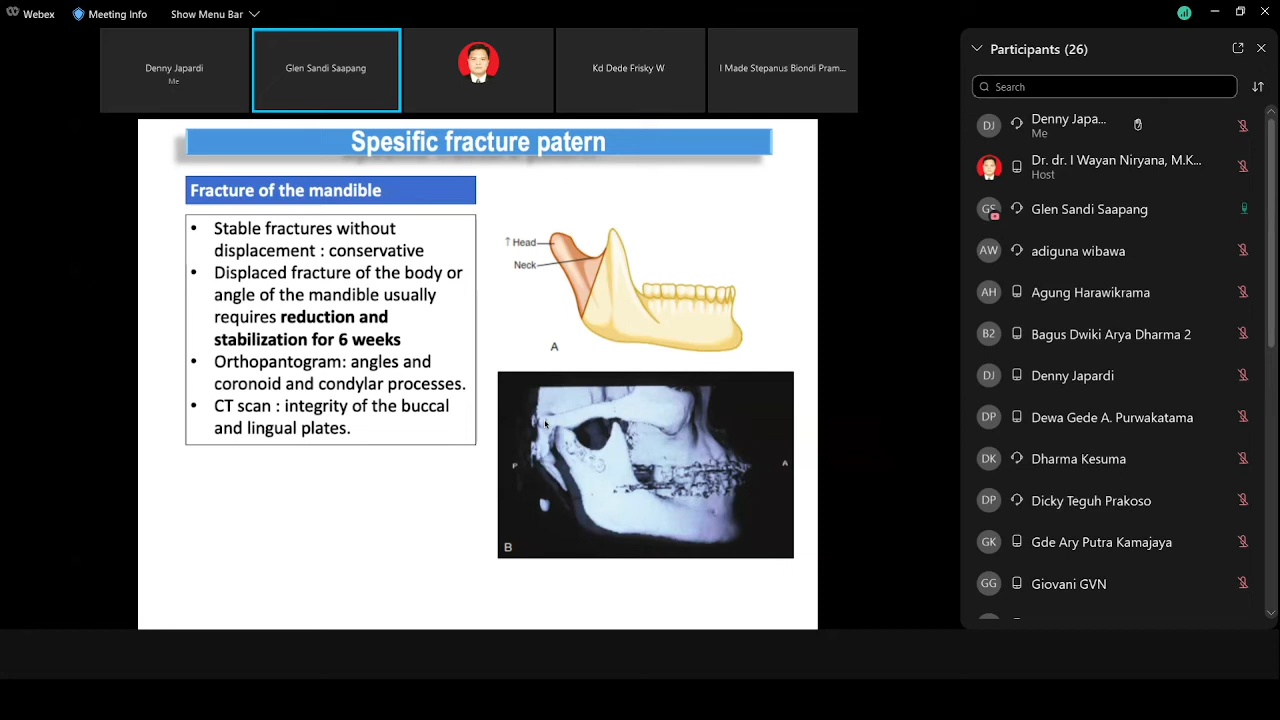 Webex
Meeting Info
Show Menu Bar
Denny Japardi
Me
Glen Sandi Saapang
Kd Dede Frisky W
I Made Stepanus Biondi Pram...
Spesific fracture patern
Fracture of the mandible
• Stable fractures without
displacement : conservative
• Displaced fracture of the body or
angle of the mandible usually
requires reduction and
stabilization for 6 weeks
• Orthopantogram: angles and
coronoid and condylar processes.
• CT scan : integrity of the buccal
and lingual plates.
↑ Head
Neck
A
P
A
B
Participants (26)
Search
DJ
Denny Japa...
Me
Dr. dr. I Wayan Niryana, M.K...
Host
GS
Glen Sandi Saapang
AW
adiguna wibawa
AH
Agung Harawikrama
B2
Bagus Dwiki Arya Dharma 2
DJ
Denny Japardi
DP
Dewa Gede A. Purwakatama
DK
Dharma Kesuma
DP
Dicky Teguh Prakoso
GK
Gde Ary Putra Kamajaya
GG
Giovani GVN